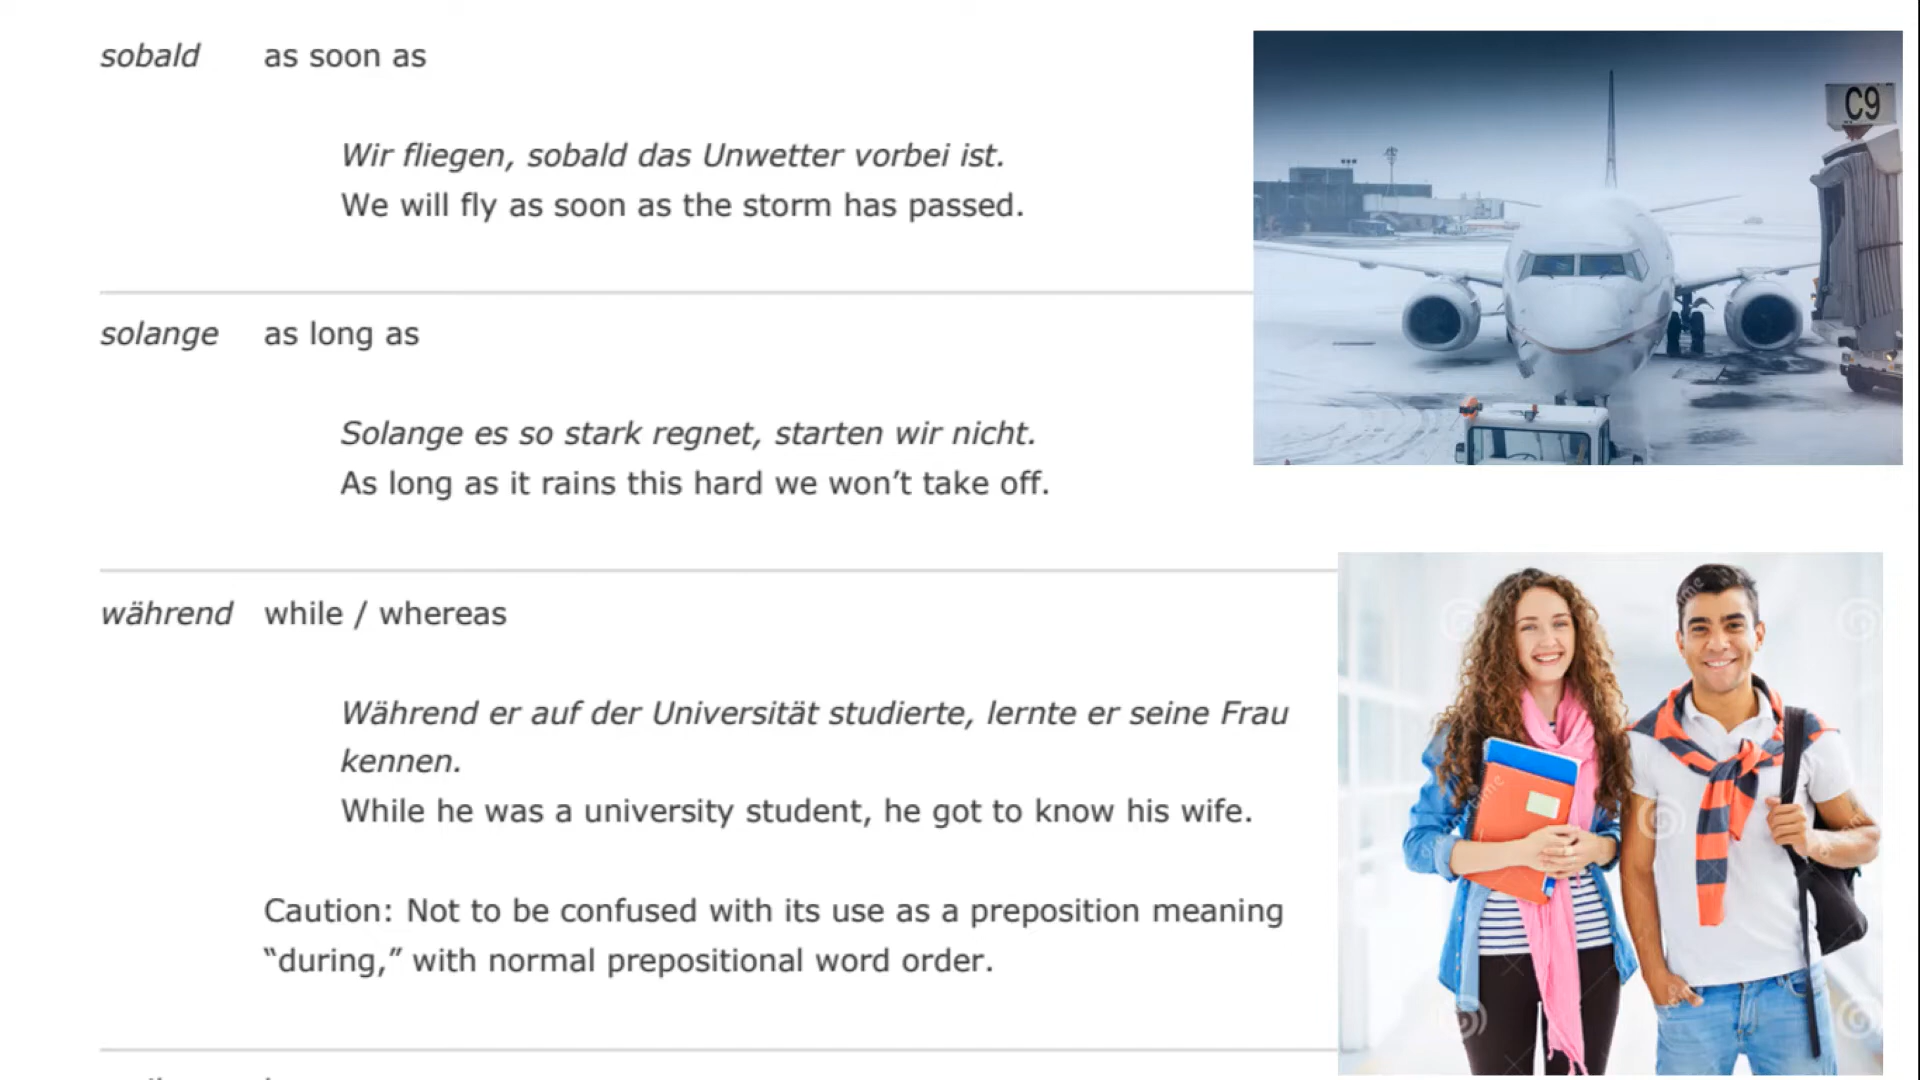 sobald as soon as
Wir fliegen, sobald das Unwetter vorbei ist.
We will fly as soon as the storm has passed.
C9
solange as long as
Solange es so stark regnet, starten wir nicht.
As long as it rains this hard we won’t take off.
während while / whereas
Während er auf der Universität studierte, lernte er seine Frau
kennen.
While he was a university student, he got to know his wife.
Caution: Not to be confused with its use as a preposition meaning
“during,” with normal prepositional word order.